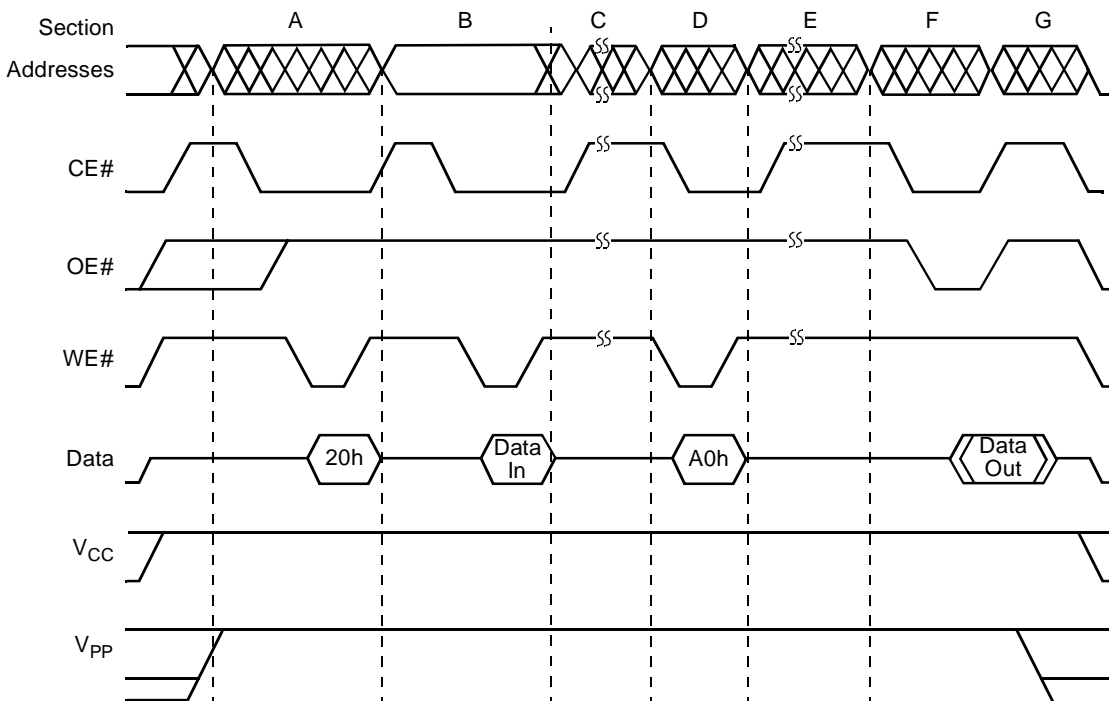 Section A B C D E F G
Addresses
CE#
OE#
WE#
Data 20h Data In A0h Data Out
VCC
VPP